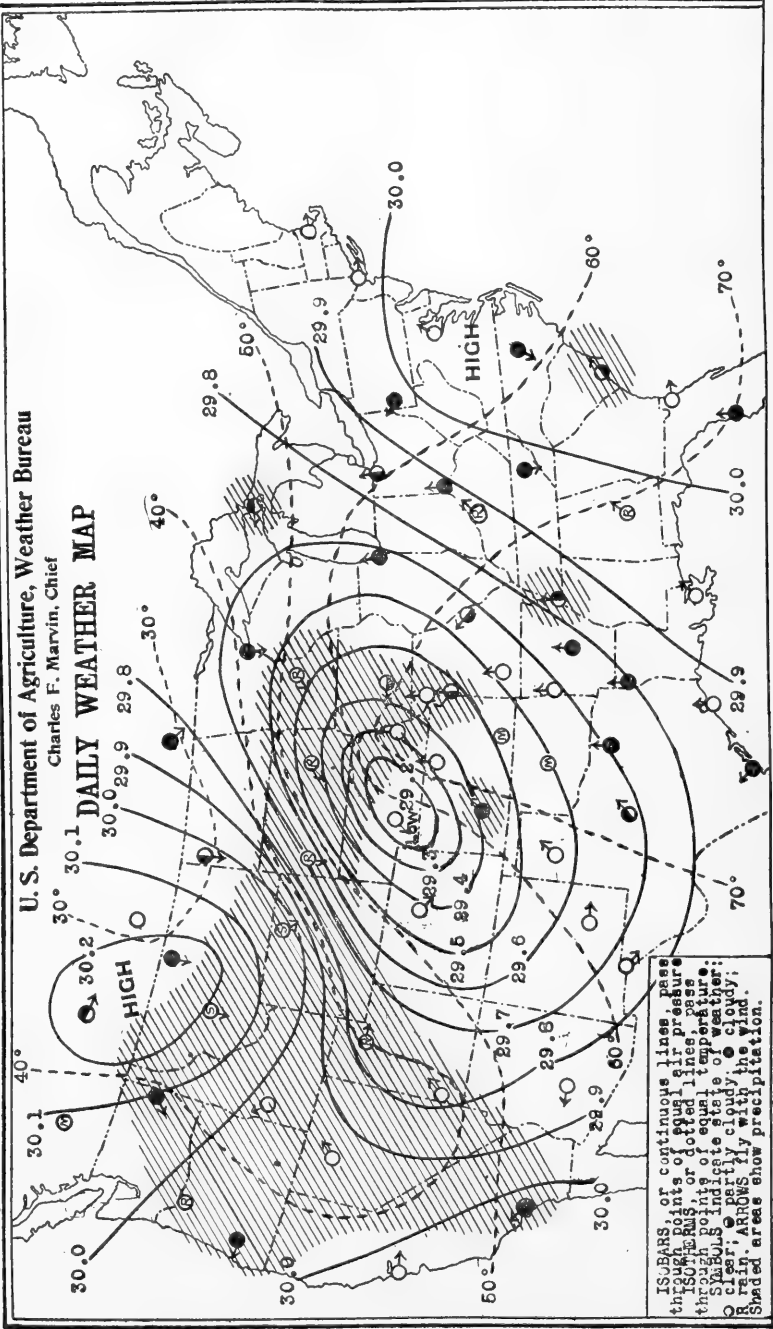 U. S. Department of Agriculture, Weather Bureau
Charles F. Marvin, Chief
DAILY WEATHER MAP
30.1
40°
30.2
HIGH
30°
30.1
30.0
29.9
29.8
30°
40°
29.8
50°
29.9
30.0
60°
70°
HIGH
30.0
29.9
70°
60°
50°
30.0
30.0
30.0
29.9
29.8
29.7
29.6
29.5
29.4
29.3
29.2
LOW
M
R
S
S
R
R
R
R
M
M
R
R
ISOBARS, or continuous lines, pass
through points of equal air pressure
ISOTHERMS, or dotted lines, pass
through points of equal temperature.
SYMBOLS indicate state of weather:
clear; partly cloudy; cloudy;
R rain. ARROWS fly with the wind.
Shaded areas show precipitation.